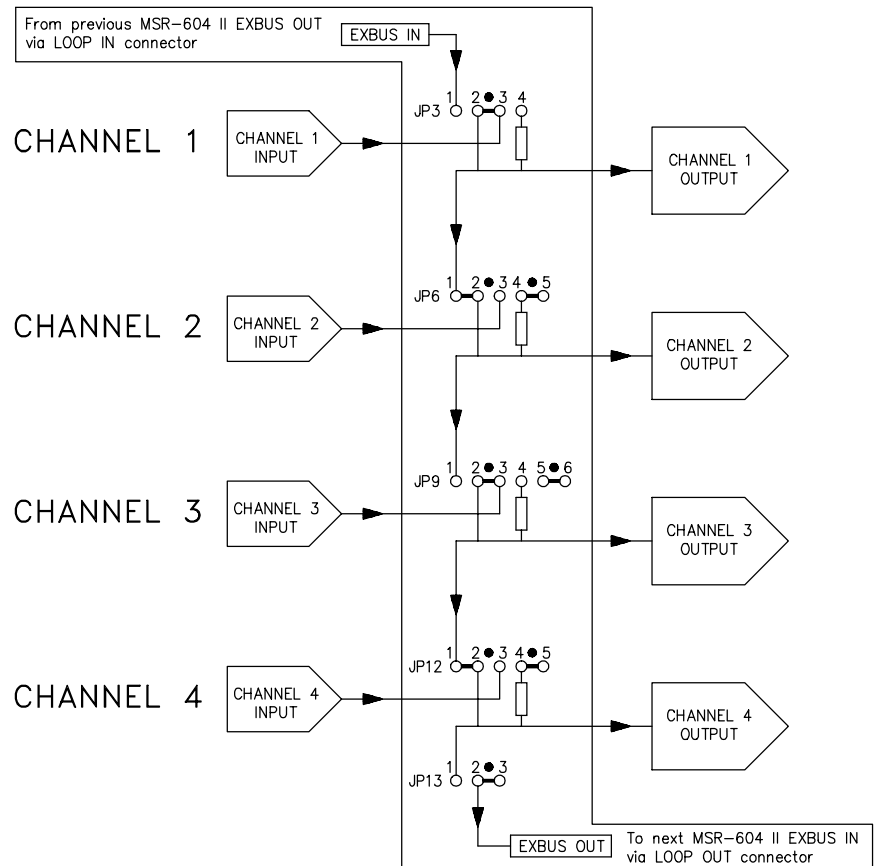 From previous MSR-604 II EXBUS OUT
via LOOP IN connector
EXBUS IN
1 2 3 4
JP3
CHANNEL 1
CHANNEL 1
INPUT
CHANNEL 1
OUTPUT
1 2 3 4 5
JP6
CHANNEL 2
CHANNEL 2
INPUT
CHANNEL 2
OUTPUT
1 2 3 4 5 6
JP9
CHANNEL 3
CHANNEL 3
INPUT
CHANNEL 3
OUTPUT
1 2 3 4 5
JP12
CHANNEL 4
CHANNEL 4
INPUT
CHANNEL 4
OUTPUT
1 2 3
JP13
EXBUS OUT
To next MSR-604 II EXBUS IN
via LOOP OUT connector